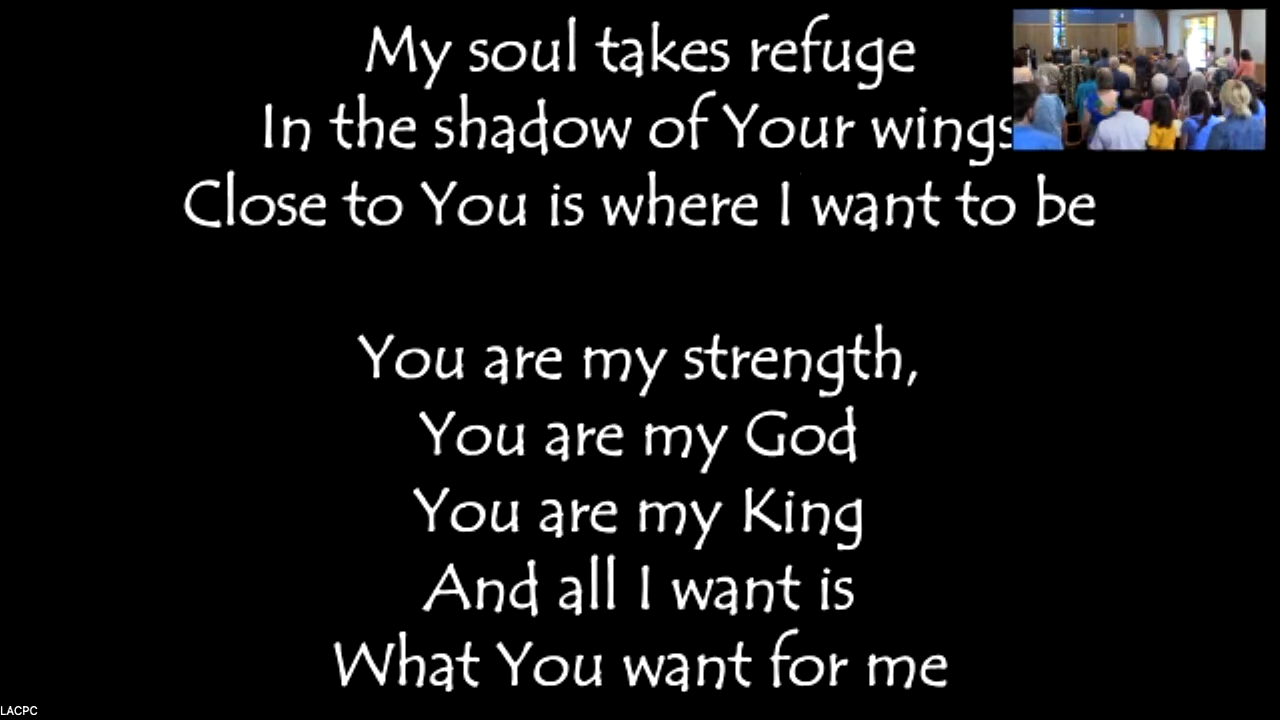 My soul takes refuge
In the shadow of Your wings
Close to You is where I want to be
You are my strength,
You are my God
You are my King
And all I want is
What You want for me
LACPC